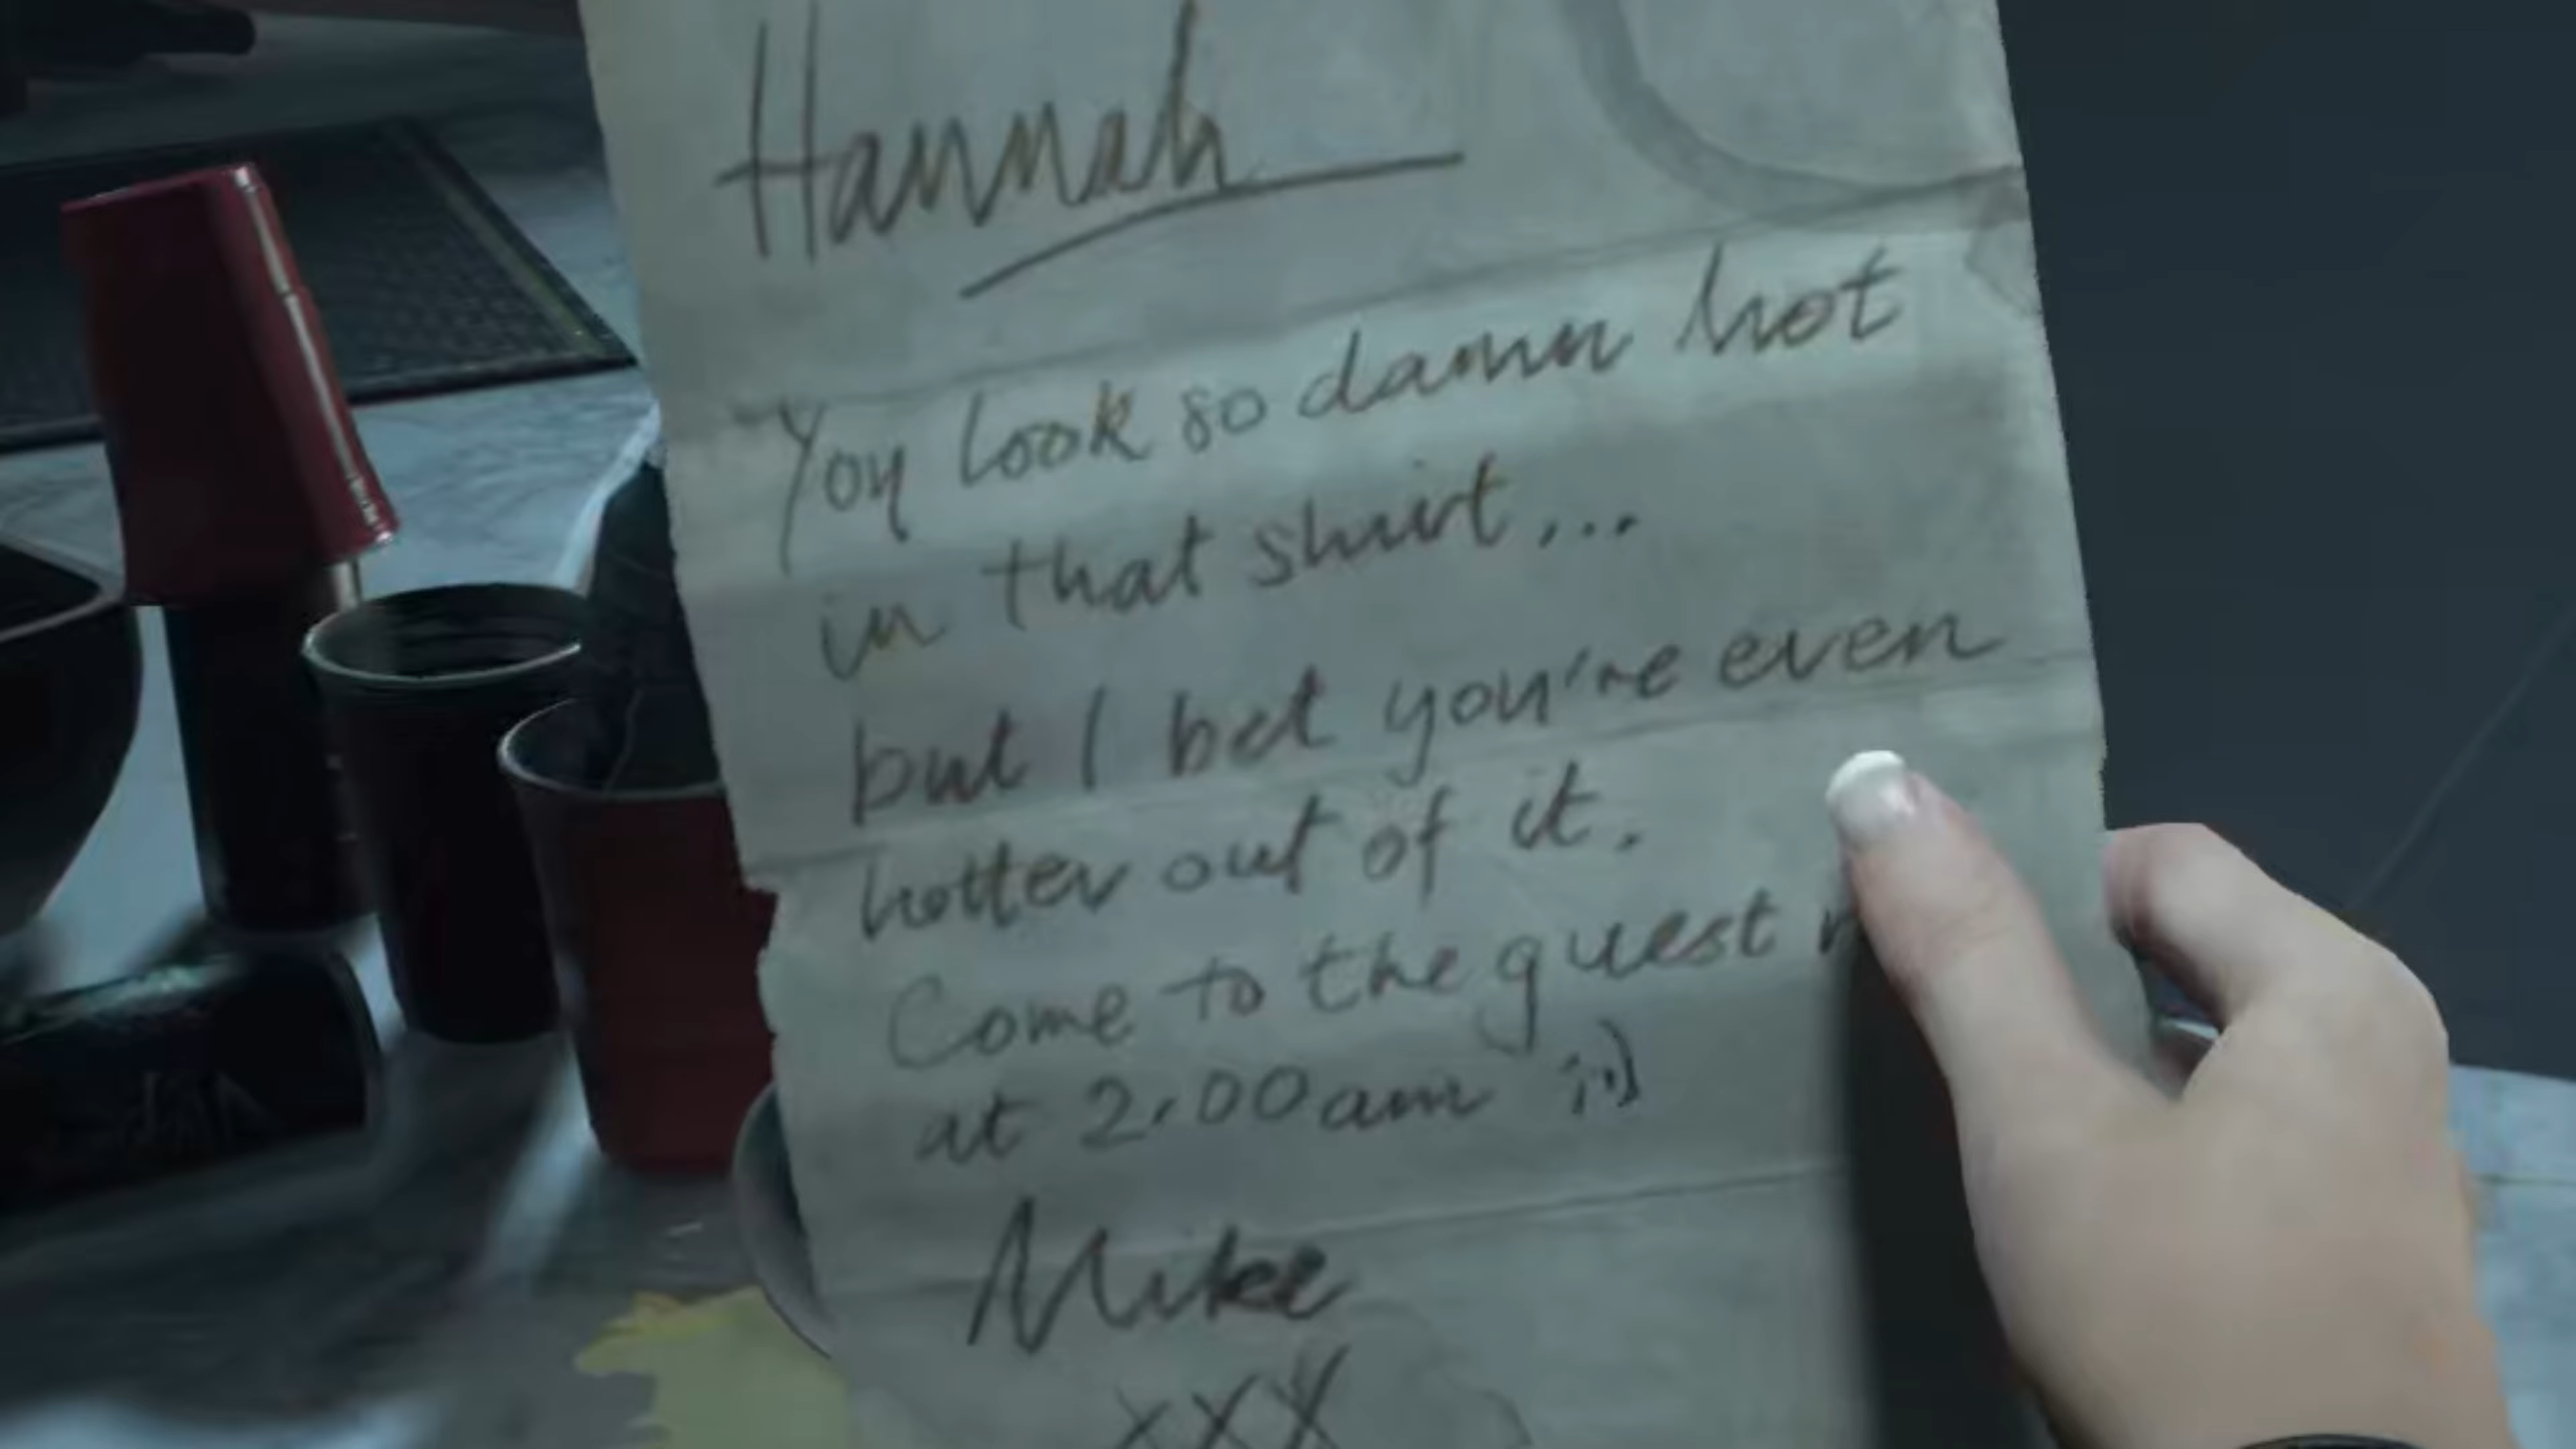 Hannah
You look so damn hot
in that shirt...
but I bet you're even
hotter out of it.
Come to the guest
at 2.00am ;')
Mike
XXX